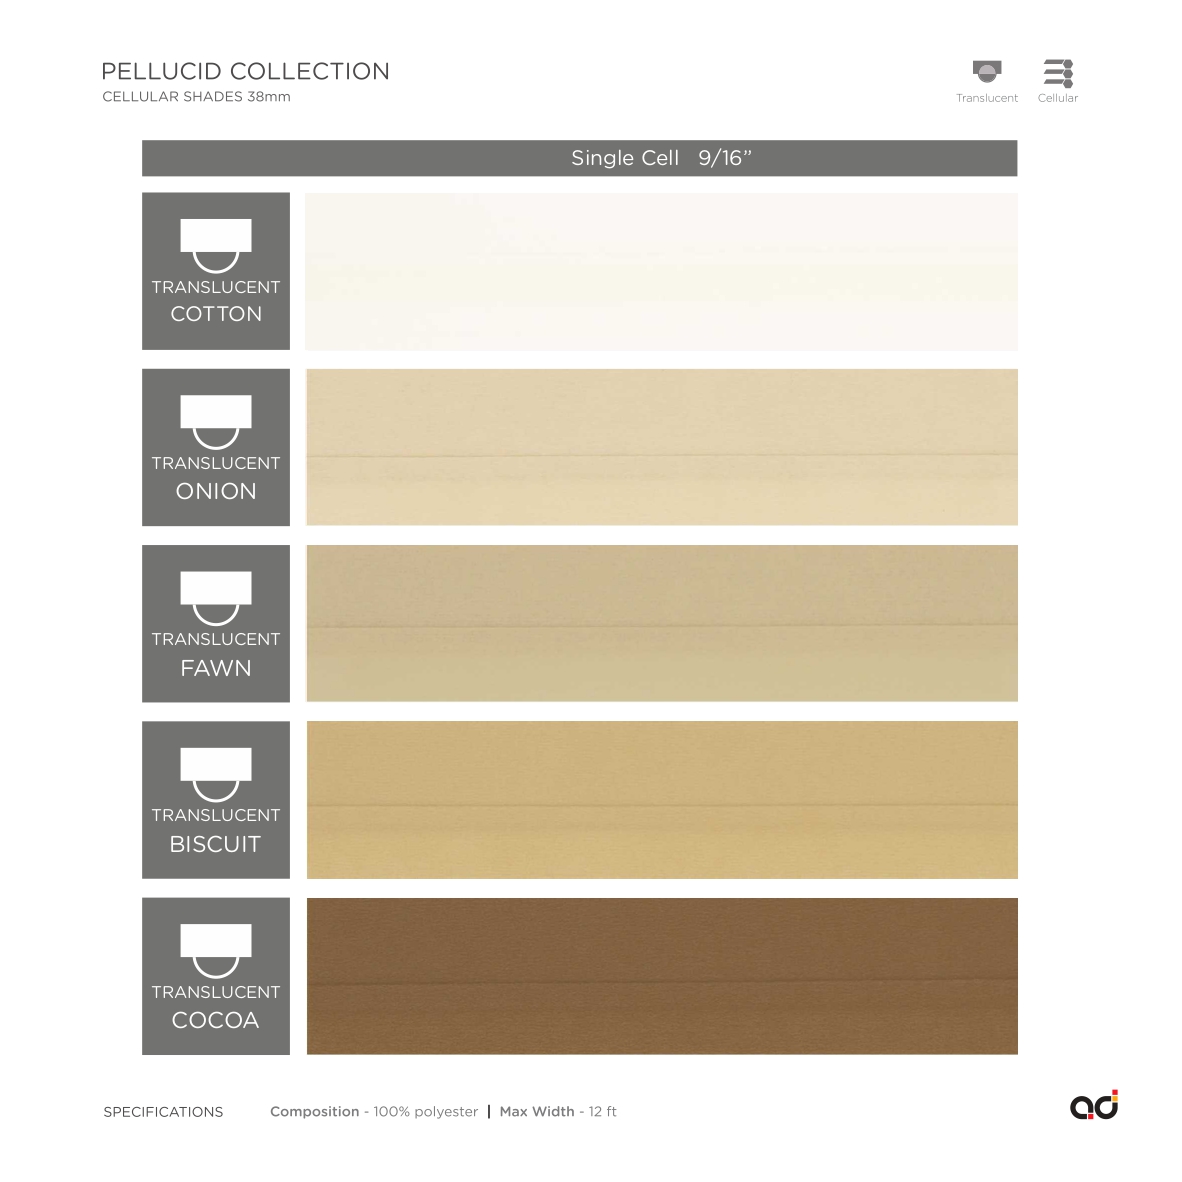 PELLUCID COLLECTION
CELLULAR SHADES 38mm
Translucent Cellular
Single Cell 9/16”
TRANSLUCENT
COTTON
TRANSLUCENT
ONION
TRANSLUCENT
FAWN
TRANSLUCENT
BISCUIT
TRANSLUCENT
COCOA
SPECIFICATIONS Composition - 100% polyester | Max Width - 12 ft
ad